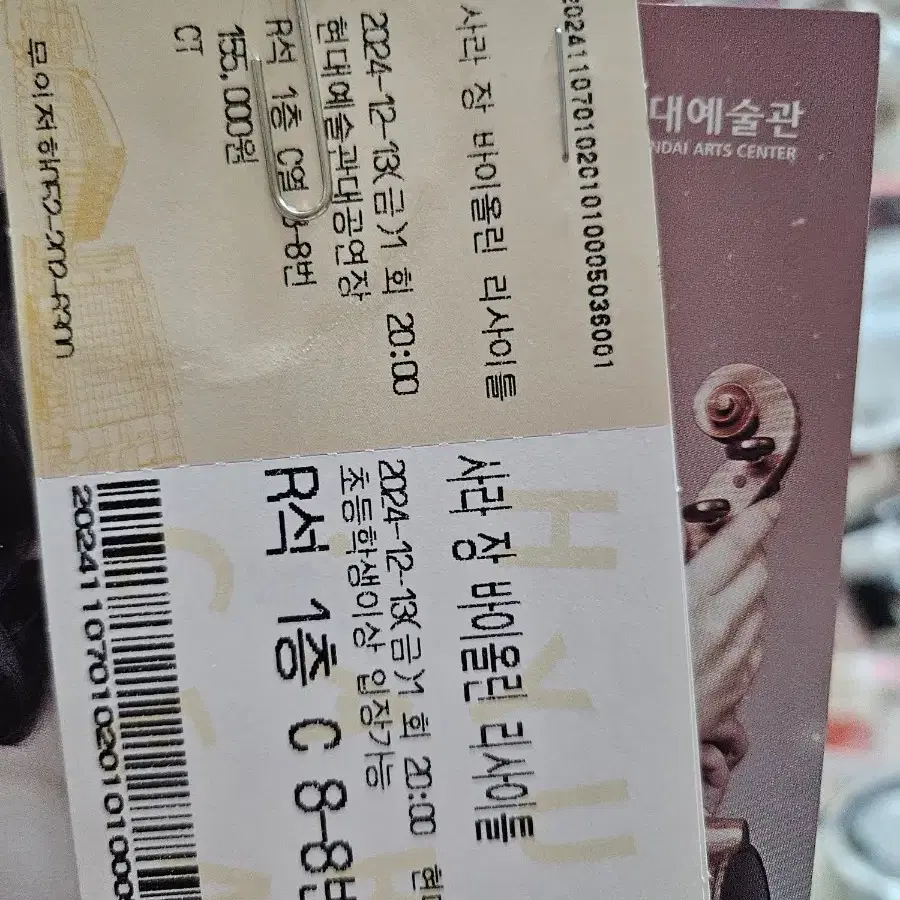 20241107010201010005036001
사라 장 바이올린 리사이틀
2024-12-13(금)1 회 20:00
현대예술관대공연장
R석 1층 C열 8-8번
155,000원
CT
사라 장 바이올린 리사이틀
2024-12-13(금)1 회 20:00
초등학생이상 입장가능
R석 1층 C 8-8번
202411070102010100
대예술관
NDAI ARTS CENTER